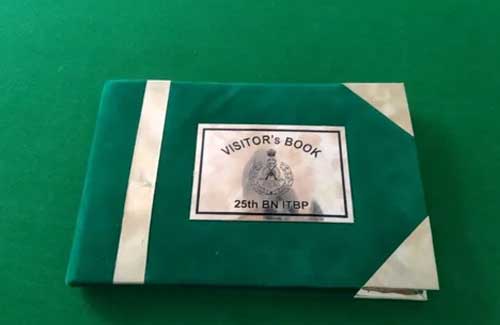 VISITOR's BOOK
25th BN ITBP